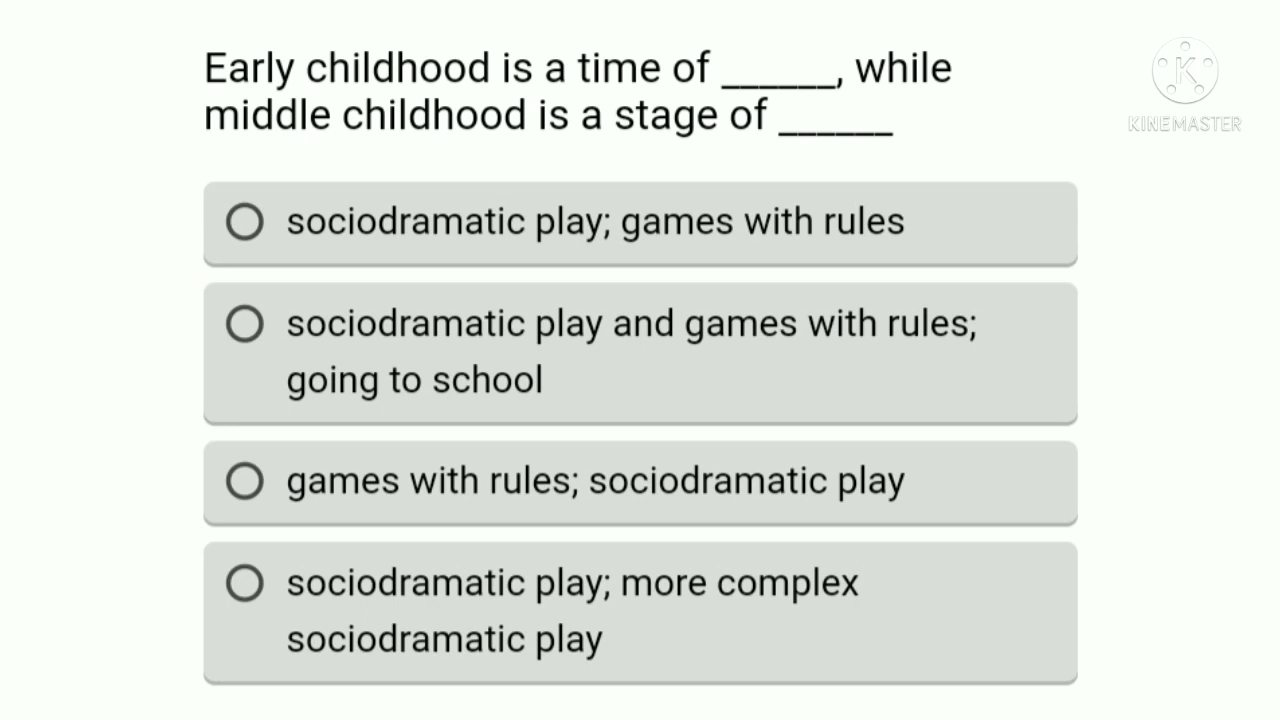 Early childhood is a time of ______, while
middle childhood is a stage of ______
K
KINEMASTER
sociodramatic play; games with rules
sociodramatic play and games with rules;
going to school
games with rules; sociodramatic play
sociodramatic play; more complex
sociodramatic play